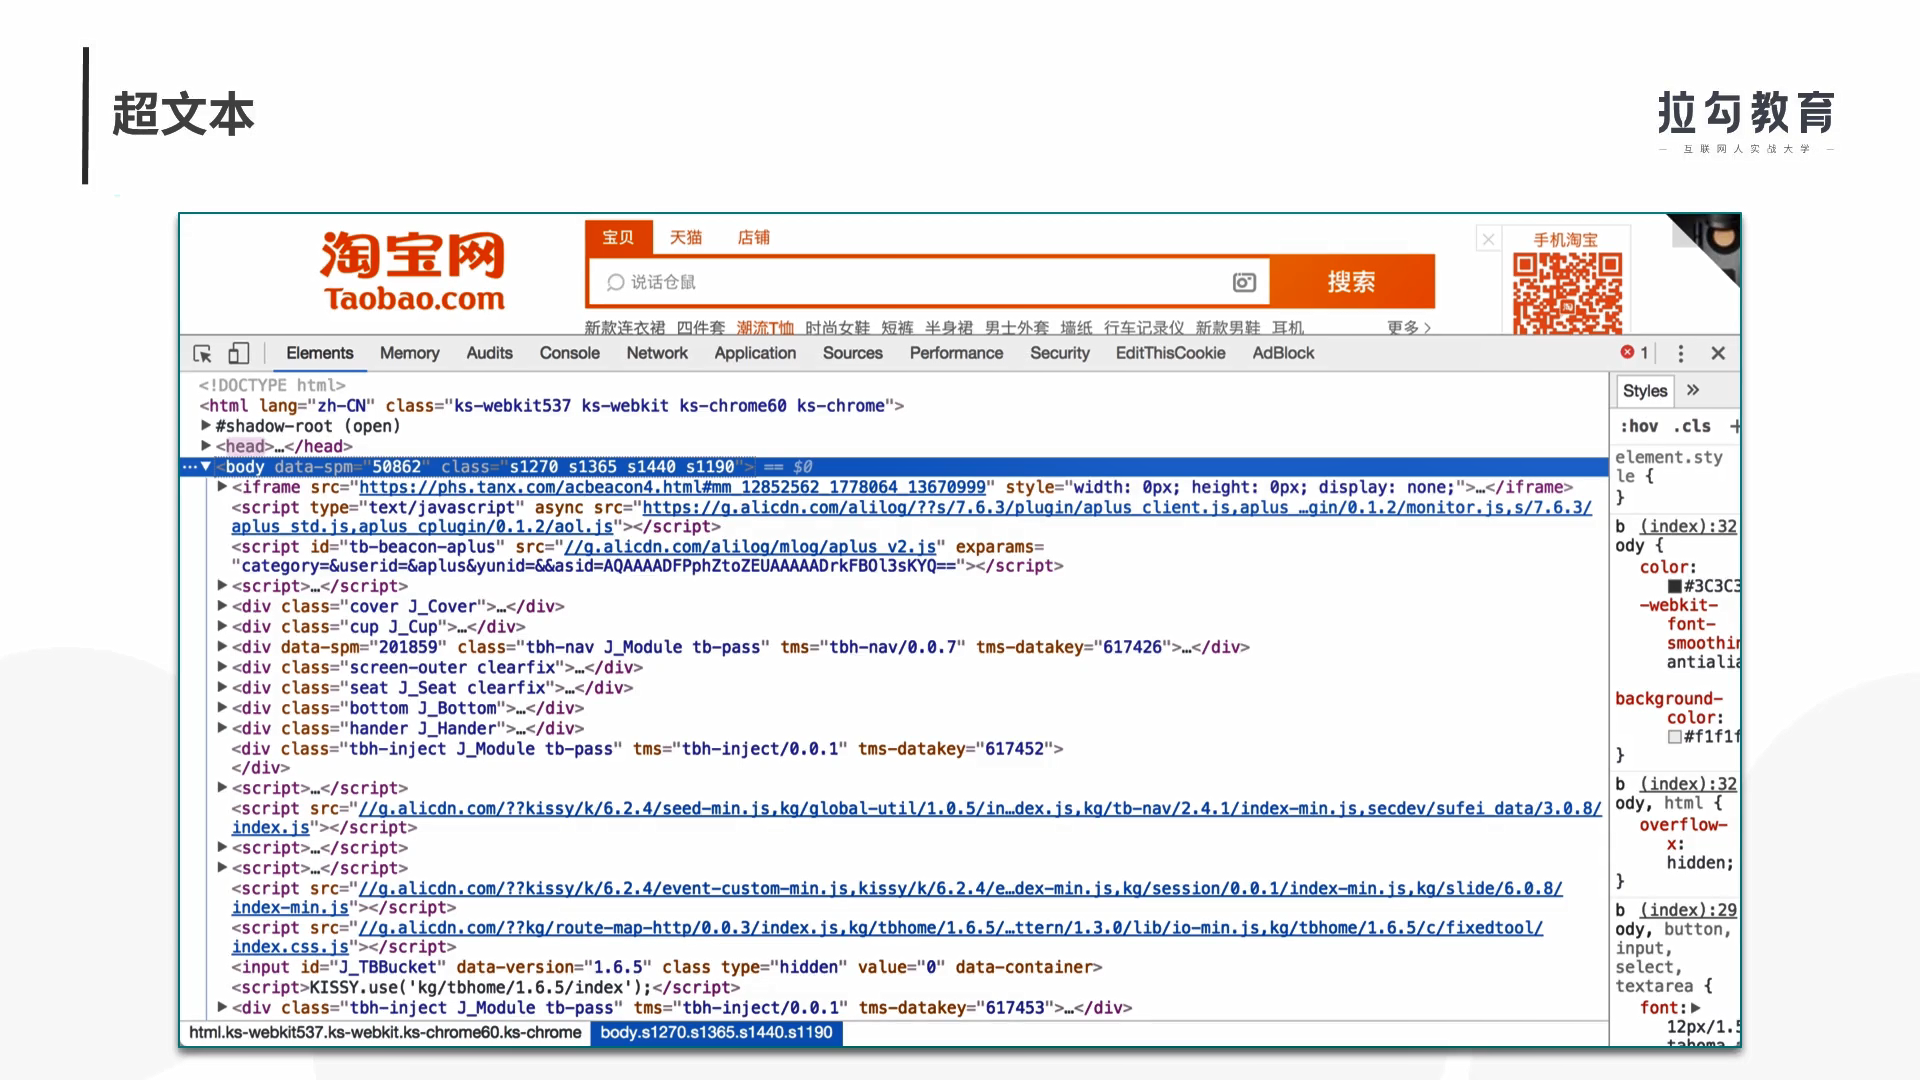 超文本
拉勾教育
— 互联网人实战大学 —
淘宝网
Taobao.com
宝贝 天猫 店铺
说话仓鼠
搜索
新款连衣裙 四件套 潮流T恤 时尚女鞋 短裤 半身裙 男士外套 墙纸 行车记录仪 新款男鞋 耳机 更多
手机淘宝
Elements Memory Audits Console Network Application Sources Performance Security EditThisCookie AdBlock 1
<!DOCTYPE html>
<html lang="zh-CN" class="ks-webkit537 ks-webkit ks-chrome60 ks-chrome">
#shadow-root (open)
<head>…</head>
<body data-spm="50862" class="s1270 s1365 s1440 s1190"> == $0
<iframe src="https://phs.tanx.com/acbeacon4.html#mm_12852562_1778064_13670999" style="width: 0px; height: 0px; display: none;">…</iframe>
<script type="text/javascript" async src="https://g.alicdn.com/alilog/??s/7.6.3/plugin/aplus_client.js,aplus_…gin/0.1.2/monitor.js,s/7.6.3/
aplus_std.js,aplus_cplugin/0.1.2/aol.js"></script>
<script id="tb-beacon-aplus" src="//g.alicdn.com/alilog/mlog/aplus_v2.js" exparams=
"category=&userid=&aplus&yunid=&&asid=AQAAAADFPphZtoZEUAAAAADrkFBOl3sKYQ=="></script>
<script>…</script>
<div class="cover J_Cover">…</div>
<div class="cup J_Cup">…</div>
<div data-spm="201859" class="tbh-nav J_Module tb-pass" tms="tbh-nav/0.0.7" tms-datakey="617426">…</div>
<div class="screen-outer clearfix">…</div>
<div class="seat J_Seat clearfix">…</div>
<div class="bottom J_Bottom">…</div>
<div class="hander J_Hander">…</div>
<div class="tbh-inject J_Module tb-pass" tms="tbh-inject/0.0.1" tms-datakey="617452">
</div>
<script>…</script>
<script src="//g.alicdn.com/??kissy/k/6.2.4/seed-min.js,kg/global-util/1.0.5/in…dex.js,kg/tb-nav/2.4.1/index-min.js,secdev/sufei_data/3.0.8/
index.js"></script>
<script>…</script>
<script>…</script>
<script src="//g.alicdn.com/??kissy/k/6.2.4/event-custom-min.js,kissy/k/6.2.4/e…dex-min.js,kg/session/0.0.1/index-min.js,kg/slide/6.0.8/
index-min.js"></script>
<script src="//g.alicdn.com/??kg/route-map-http/0.0.3/index.js,kg/tbhome/1.6.5/…ttern/1.3.0/lib/io-min.js,kg/tbhome/1.6.5/c/fixedtool/
index.css.js"></script>
<input id="J_TBBucket" data-version="1.6.5" class type="hidden" value="0" data-container>
<script>KISSY.use('kg/tbhome/1.6.5/index');</script>
<div class="tbh-inject J_Module tb-pass" tms="tbh-inject/0.0.1" tms-datakey="617453">…</div>
html.ks-webkit537.ks-webkit.ks-chrome60.ks-chrome body.s1270.s1365.s1440.s1190
Styles »
:hov .cls +
element.sty
le {
}
b (index):32
ody {
color:
#3C3C3
-webkit-
font-
smoothin
antialia
background-
color:
#f1f1f
}
b (index):32
ody, html {
overflow-
x:
hidden;
}
b (index):29
ody, button,
input,
select,
textarea {
font:
12px/1.5
tahoma